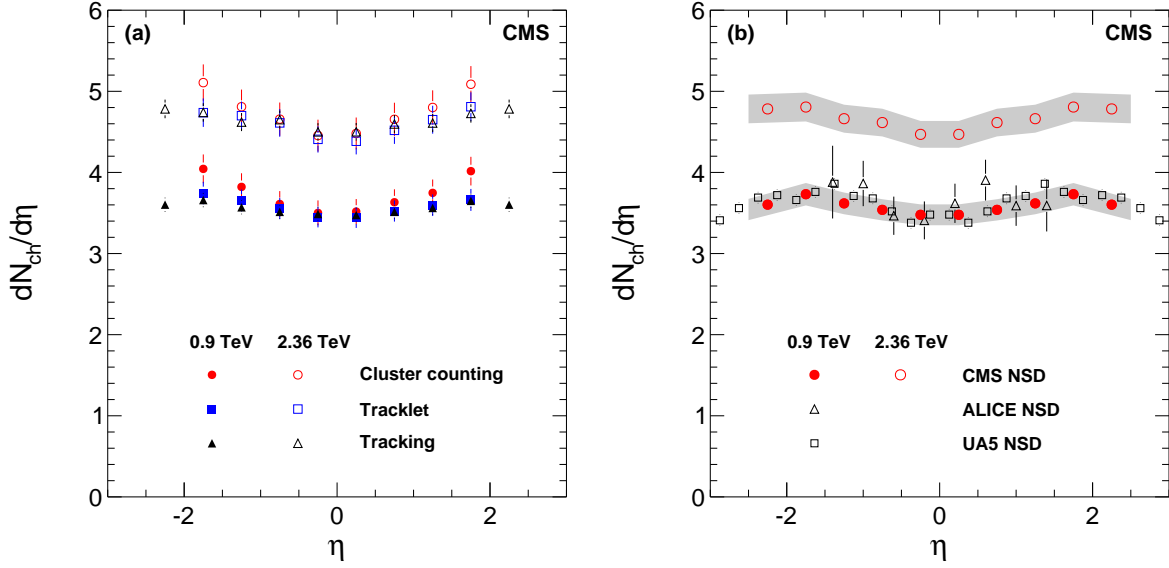 (a) CMS
dN_ch/dη
6
5
4
3
2
1
0
0.9 TeV 2.36 TeV
Cluster counting
Tracklet
Tracking
-2 0 2
η
(b) CMS
dN_ch/dη
6
5
4
3
2
1
0
0.9 TeV 2.36 TeV
CMS NSD
ALICE NSD
UA5 NSD
-2 0 2
η